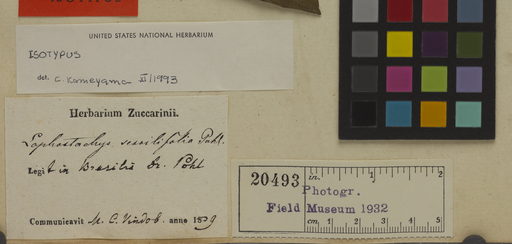 UNITED STATES NATIONAL HERBARIUM
ISOTYPUS
det. C. Kameyama XI/1993
Herbarium Zuccarinii.
Lophostachys sessilifolia Pohl.
Legit in Brasilia Dr. Pohl
Communicavit M. C. Vindob. anno 1839
20493
in. 1 2
Photogr.
Field Museum 1932
cm. 1 2 3 4 5